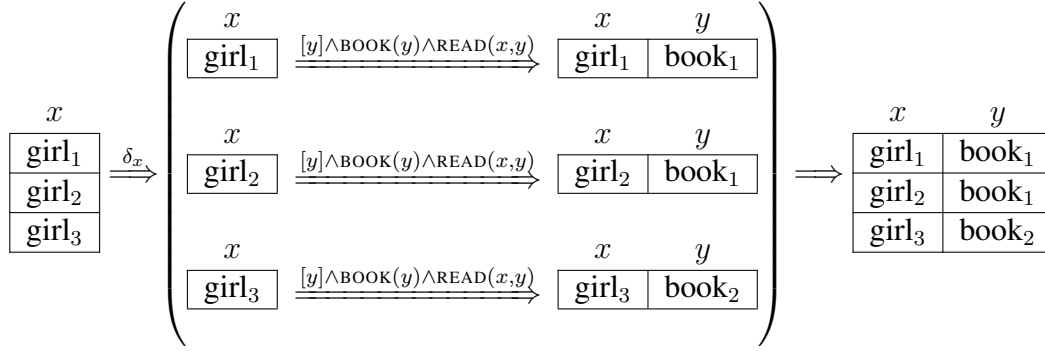 x x y
girl₁ [y]∧BOOK(y)∧READ(x,y) girl₁ book₁
x x y x x y
girl₁ δₓ girl₂ [y]∧BOOK(y)∧READ(x,y) girl₂ book₁ girl₁ book₁
girl₂ girl₂ book₁
girl₃ girl₃ book₂
x x y
girl₃ [y]∧BOOK(y)∧READ(x,y) girl₃ book₂